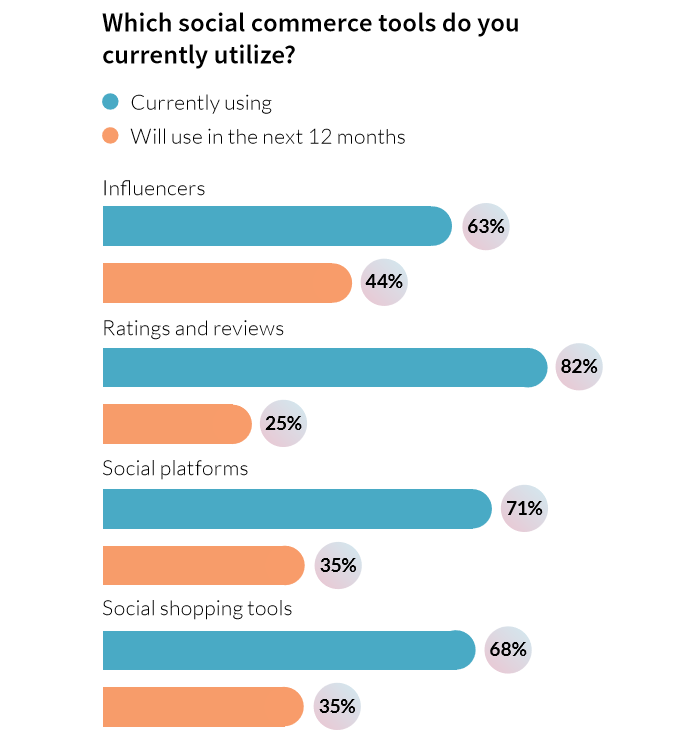 Which social commerce tools do you
currently utilize?
Currently using
Will use in the next 12 months
Influencers
63%
44%
Ratings and reviews
82%
25%
Social platforms
71%
35%
Social shopping tools
68%
35%